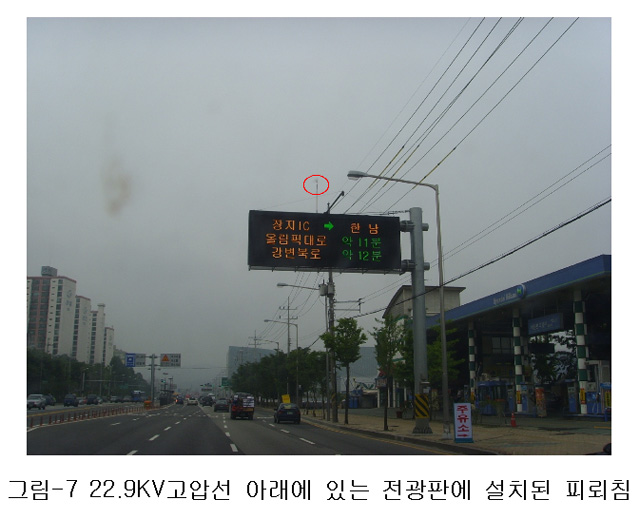 장지IC → 한남
올림픽대로 약 11분
강변북로 약 12분
주유소
그림-7 22.9KV고압선 아래에 있는 전광판에 설치된 피뢰침